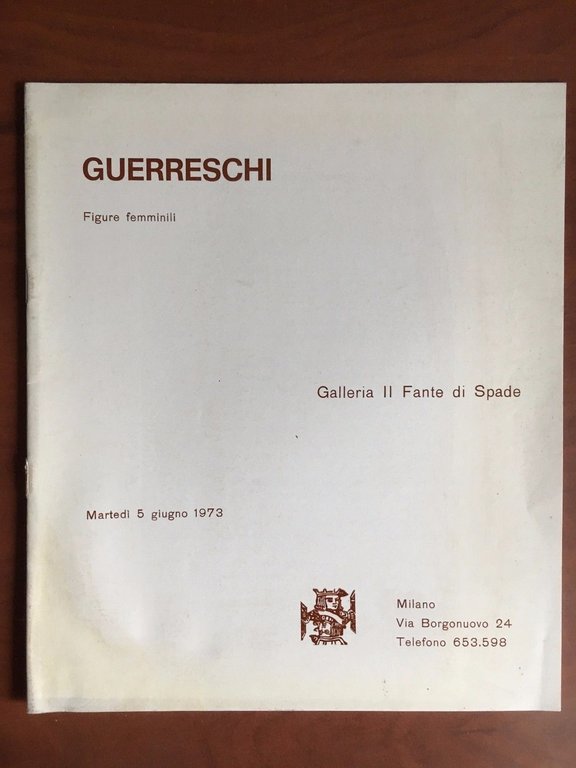 GUERRESCHI
Figure femminili
Galleria Il Fante di Spade
Martedì 5 giugno 1973
Milano
Via Borgonuovo 24
Telefono 653.598